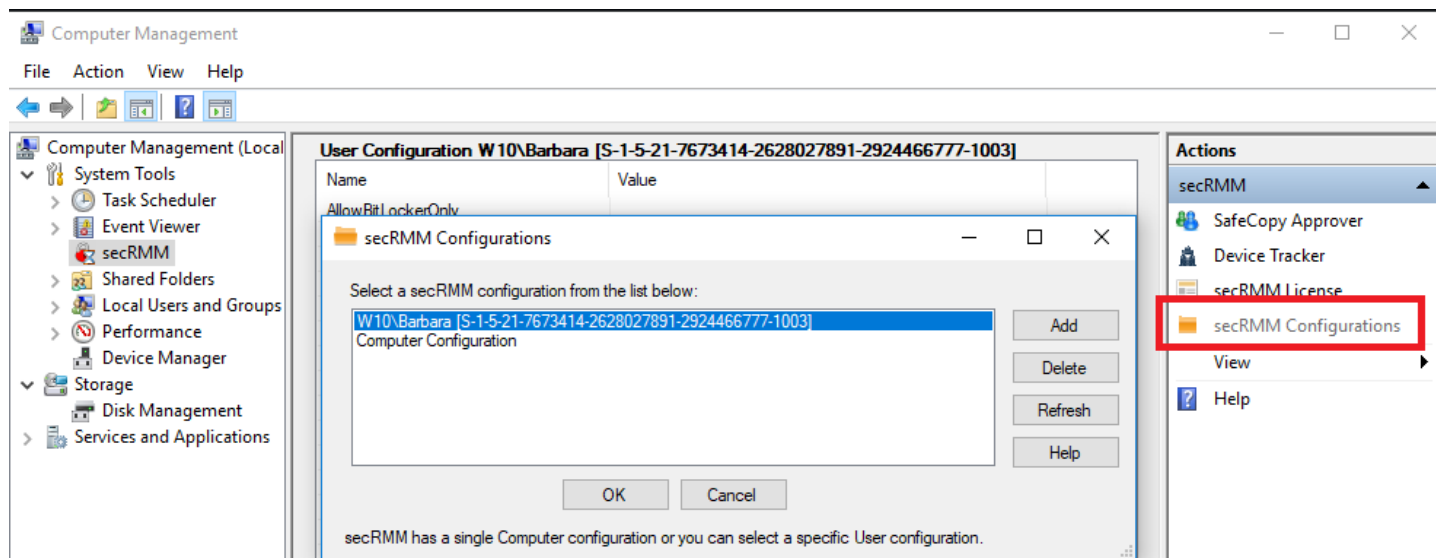 Computer Management
File Action View Help
Computer Management (Local
System Tools
Task Scheduler
Event Viewer
secRMM
Shared Folders
Local Users and Groups
Performance
Device Manager
Storage
Disk Management
Services and Applications
User Configuration W10\Barbara [S-1-5-21-7673414-2628027891-2924466777-1003]
Name Value
AllowBitLockerOnly
secRMM Configurations
Select a secRMM configuration from the list below:
W10\Barbara [S-1-5-21-7673414-2628027891-2924466777-1003]
Computer Configuration
Add
Delete
Refresh
Help
OK Cancel
secRMM has a single Computer configuration or you can select a specific User configuration.
Actions
secRMM
SafeCopy Approver
Device Tracker
secRMM License
secRMM Configurations
View
Help